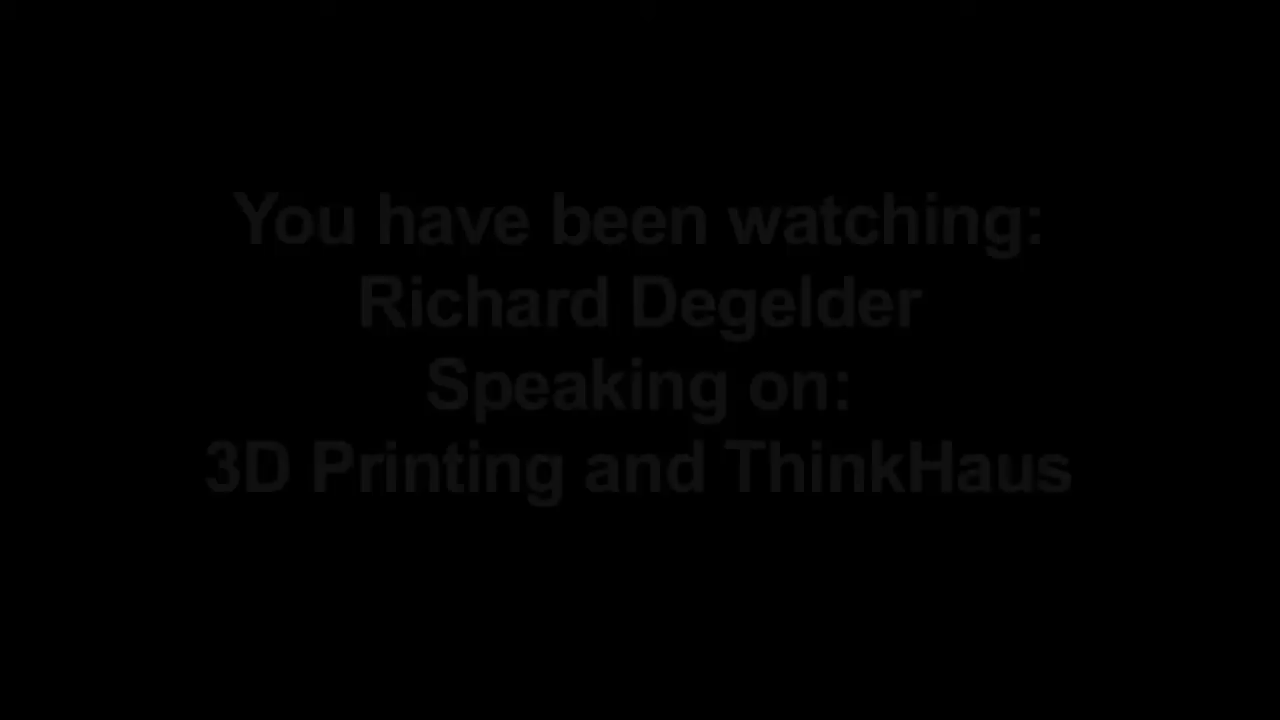 You have been watching:
Richard Degelder
Speaking on:
3D Printing and ThinkHaus